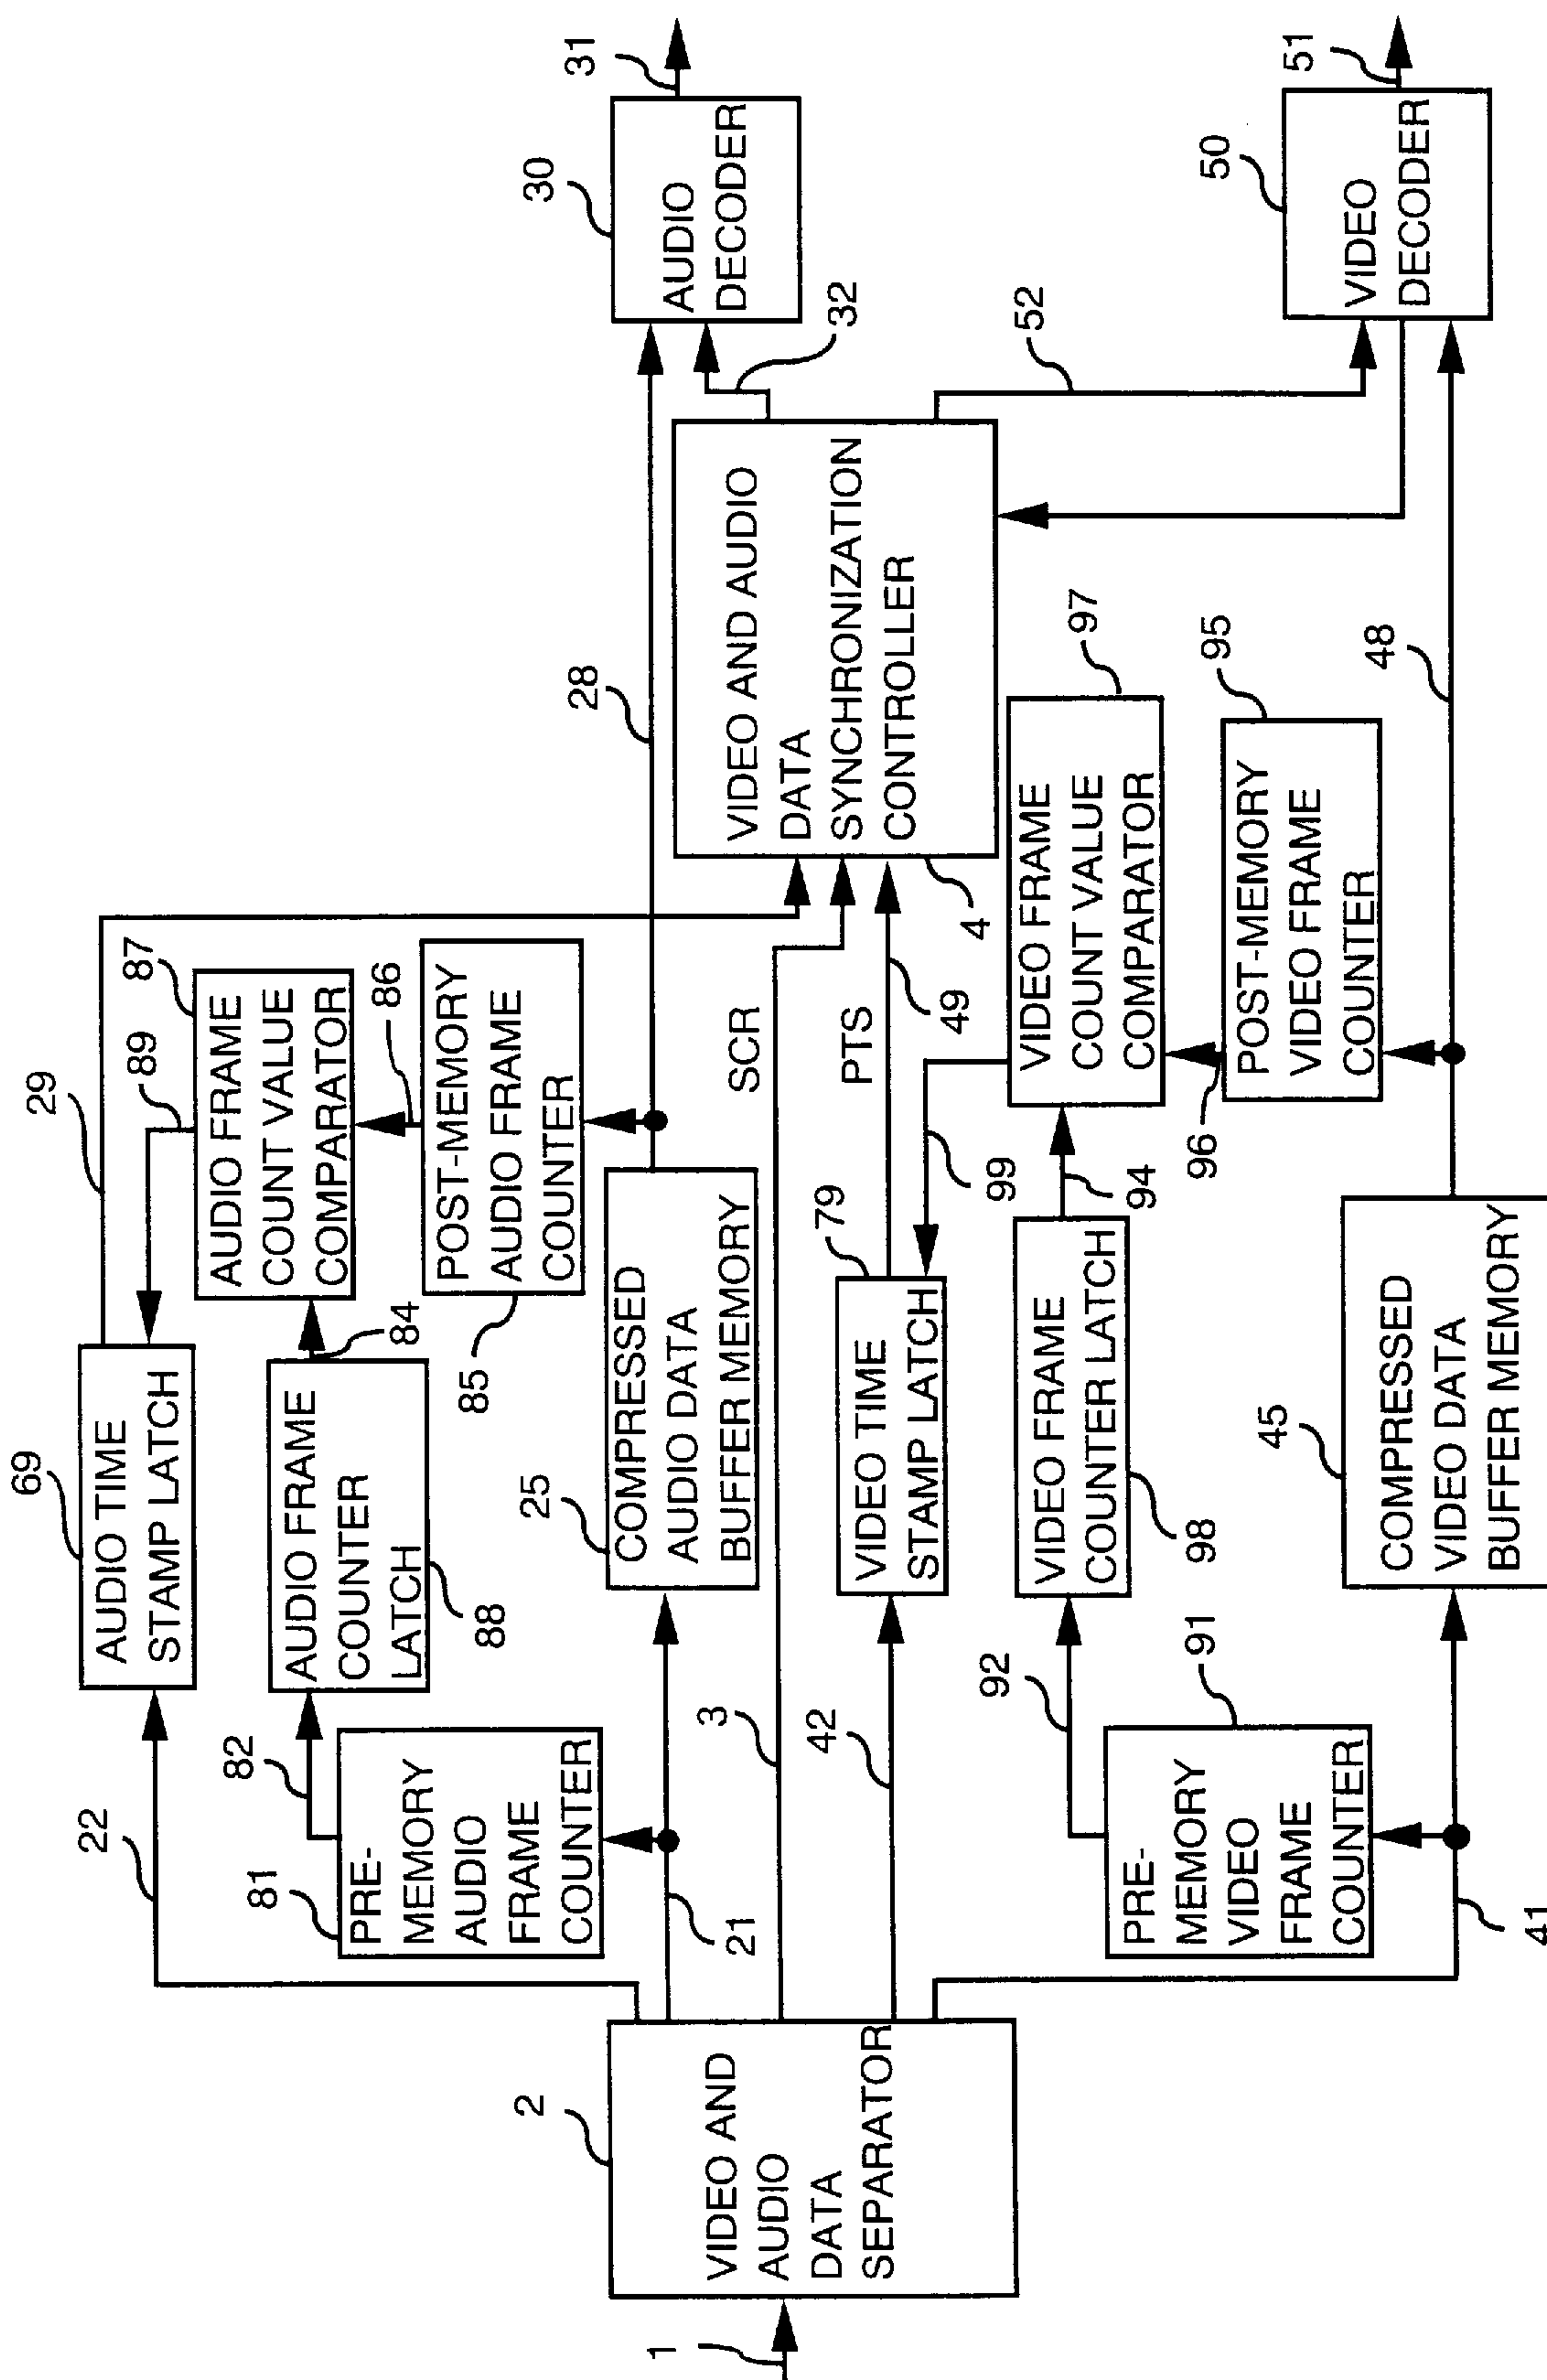 1
2
VIDEO AND
AUDIO
DATA
SEPARATOR
22
69
AUDIO TIME
STAMP LATCH
29
89
81
PRE-
MEMORY
AUDIO
FRAME
COUNTER
82
AUDIO FRAME
COUNTER
LATCH
88
84
AUDIO FRAME
COUNT VALUE
COMPARATOR
87
86
POST-MEMORY
AUDIO FRAME
COUNTER
85
21
25
COMPRESSED
AUDIO DATA
BUFFER MEMORY
28
3
SCR
42
VIDEO TIME
STAMP LATCH
79
PTS
49
99
VIDEO AND AUDIO
DATA
SYNCHRONIZATION
CONTROLLER
4
30
AUDIO
DECODER
31
32
52
PRE-
MEMORY
VIDEO
FRAME
COUNTER
91
92
VIDEO FRAME
COUNTER LATCH
98
94
VIDEO FRAME
COUNT VALUE
COMPARATOR
97
96
POST-MEMORY
VIDEO FRAME
COUNTER
95
41
45
COMPRESSED
VIDEO DATA
BUFFER MEMORY
48
50
VIDEO
DECODER
51